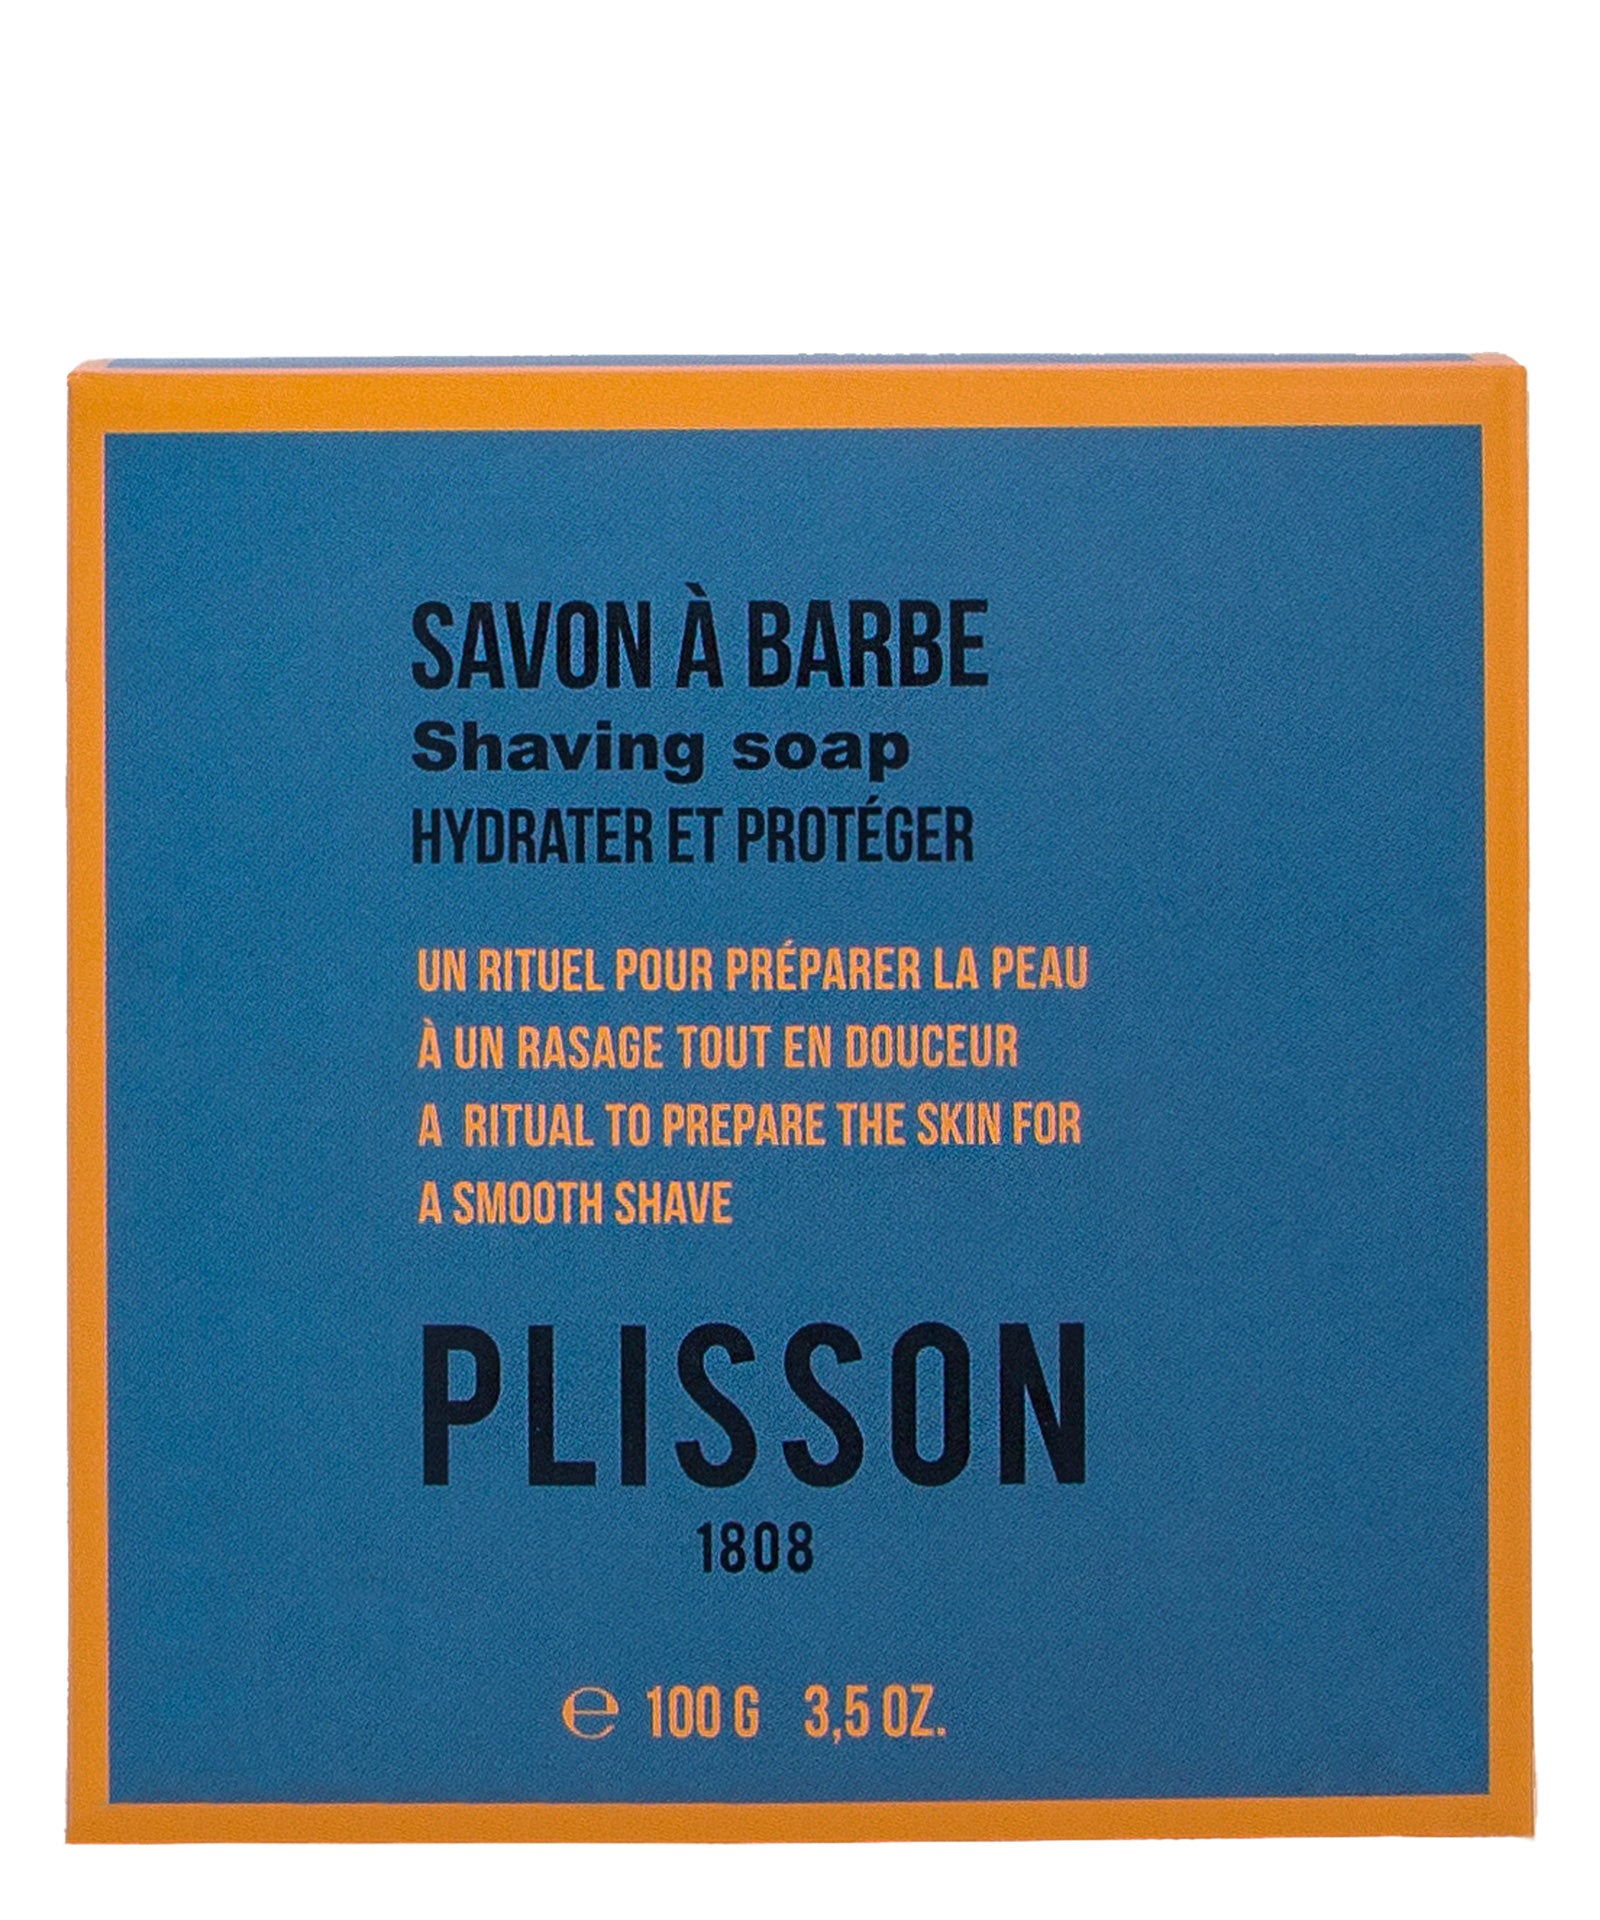 SAVON À BARBE
Shaving soap
HYDRATER ET PROTÉGER
UN RITUEL POUR PRÉPARER LA PEAU
À UN RASAGE TOUT EN DOUCEUR
A RITUAL TO PREPARE THE SKIN FOR
A SMOOTH SHAVE
PLISSON
1808
℮ 100 G 3,5 OZ.